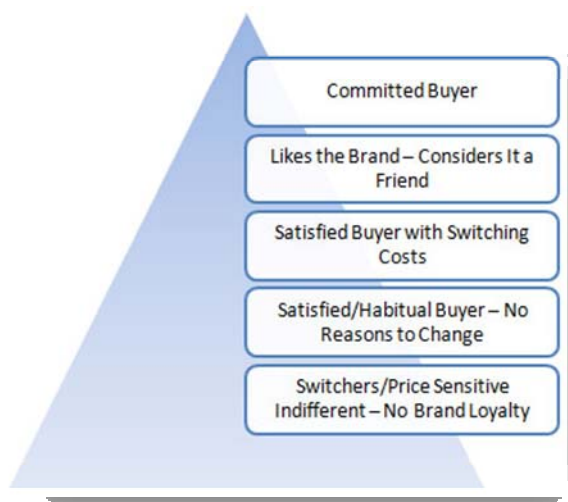 Committed Buyer
Likes the Brand – Considers It a
Friend
Satisfied Buyer with Switching
Costs
Satisfied/Habitual Buyer – No
Reasons to Change
Switchers/Price Sensitive
Indifferent – No Brand Loyalty